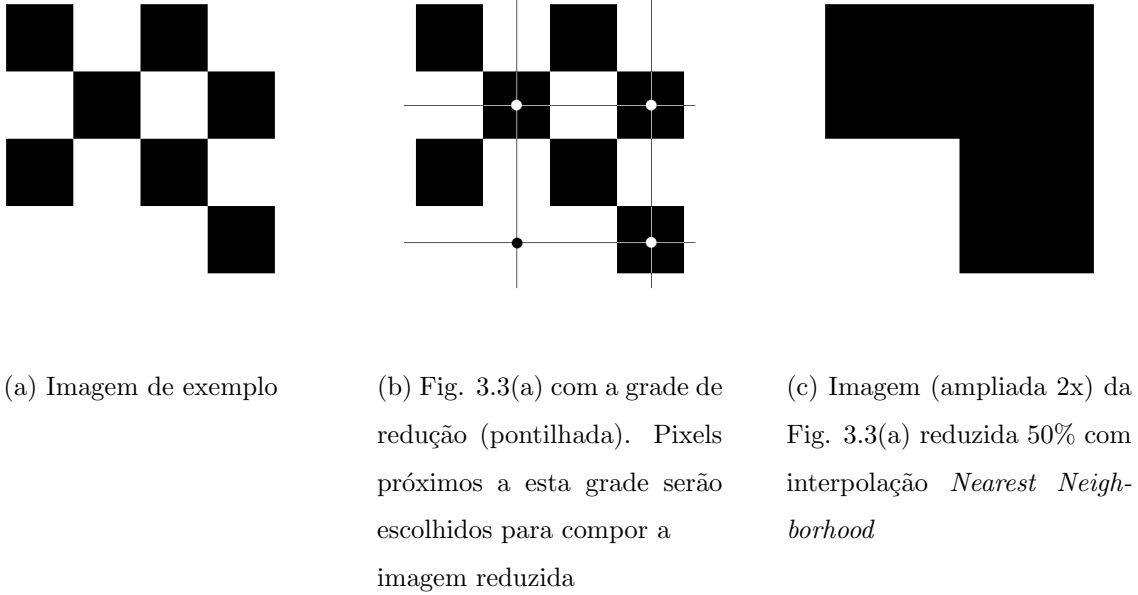 (a) Imagem de exemplo
(b) Fig. 3.3(a) com a grade de
redução (pontilhada). Pixels
próximos a esta grade serão
escolhidos para compor a
imagem reduzida
(c) Imagem (ampliada 2x) da
Fig. 3.3(a) reduzida 50% com
interpolação Nearest Neigh-
borhood